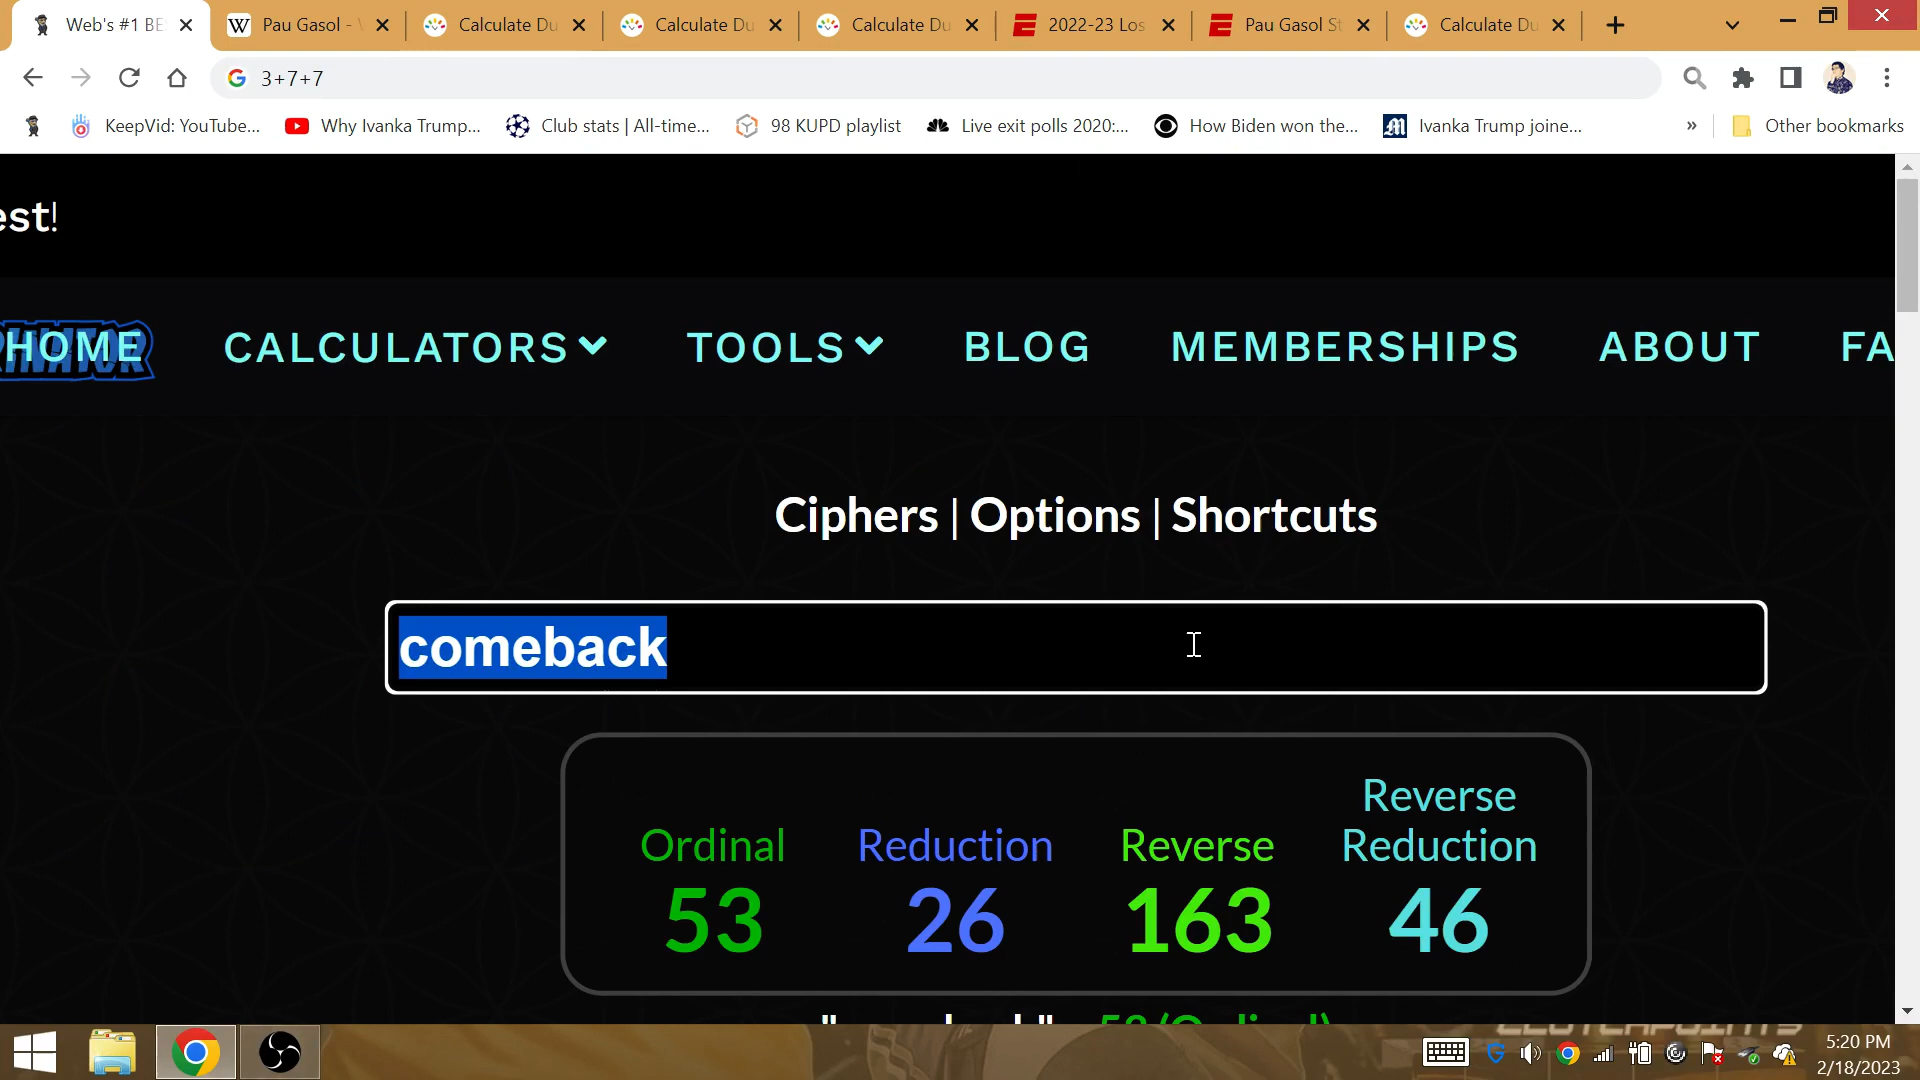 Web's #1 BE
Pau Gasol -
Calculate Du
Calculate Du
Calculate Du
2022-23 Los
Pau Gasol St
Calculate Du
3+7+7
KeepVid: YouTube...
Why Ivanka Trump...
Club stats | All-time...
98 KUPD playlist
Live exit polls 2020:...
How Biden won the...
Ivanka Trump joine...
»
Other bookmarks
est!
HOME
CALCULATORS
TOOLS
BLOG
MEMBERSHIPS
ABOUT
FA
Ciphers | Options | Shortcuts
comeback
Ordinal
Reduction
Reverse
Reverse
Reduction
53
26
163
46
5:20 PM
2/18/2023